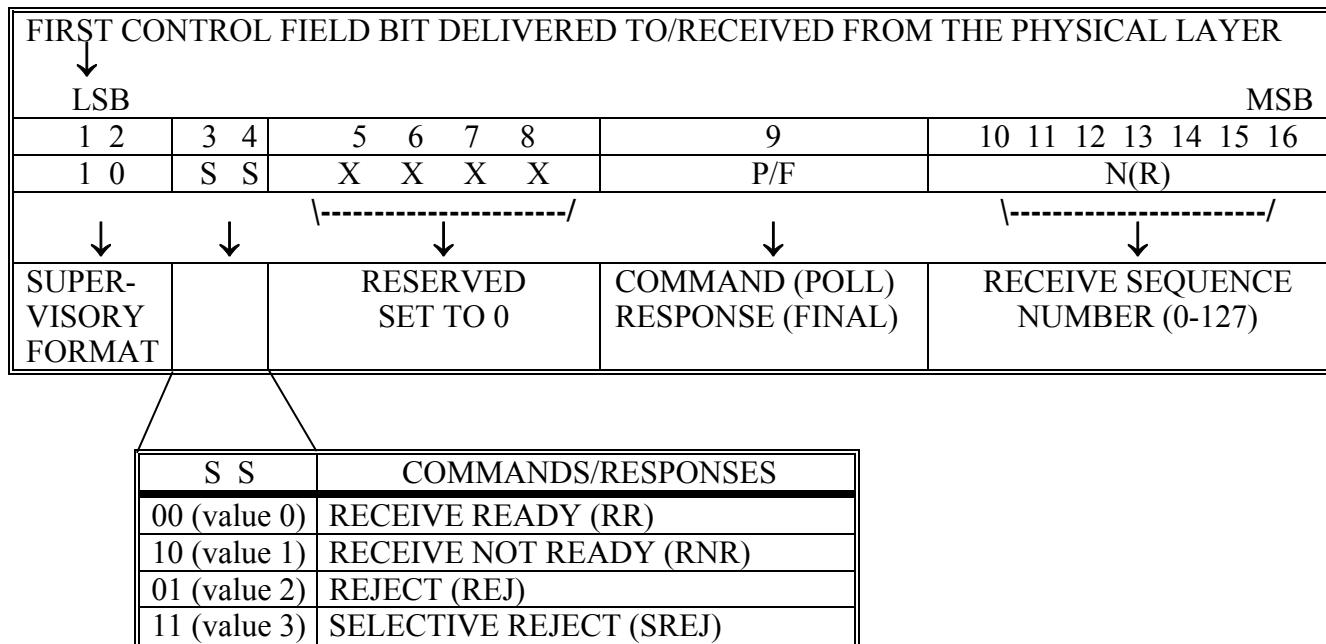 FIRST CONTROL FIELD BIT DELIVERED TO/RECEIVED FROM THE PHYSICAL LAYER
LSB MSB
1 2 3 4 5 6 7 8 9 10 11 12 13 14 15 16
1 0 S S X X X X P/F N(R)
\-----------------------/ \-----------------------/
SUPER- RESERVED COMMAND (POLL) RECEIVE SEQUENCE
VISORY SET TO 0 RESPONSE (FINAL) NUMBER (0-127)
FORMAT
S S COMMANDS/RESPONSES
00 (value 0) RECEIVE READY (RR)
10 (value 1) RECEIVE NOT READY (RNR)
01 (value 2) REJECT (REJ)
11 (value 3) SELECTIVE REJECT (SREJ)